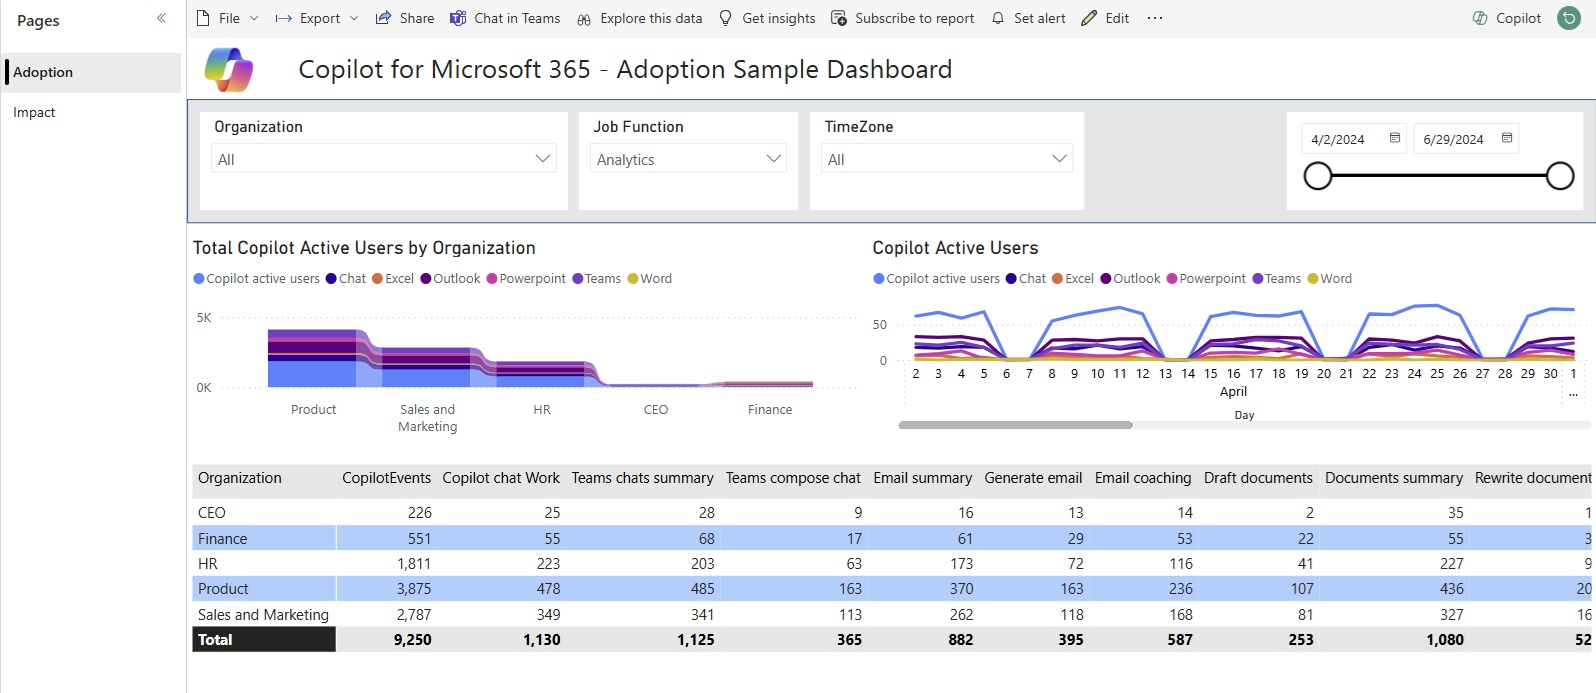 Pages «
Adoption
Impact
File Export Share Chat in Teams Explore this data Get insights Subscribe to report Set alert Edit ··· Copilot
Copilot for Microsoft 365 - Adoption Sample Dashboard
Organization
All
Job Function
Analytics
TimeZone
All
4/2/2024 6/29/2024
Total Copilot Active Users by Organization
Copilot active users Chat Excel Outlook Powerpoint Teams Word
5K
0K
Product Sales and Marketing HR CEO Finance
Copilot Active Users
Copilot active users Chat Excel Outlook Powerpoint Teams Word
50
0
2 3 4 5 6 7 8 9 10 11 12 13 14 15 16 17 18 19 20 21 22 23 24 25 26 27 28 29 30 1
April ...
Day
Organization CopilotEvents Copilot chat Work Teams chats summary Teams compose chat Email summary Generate email Email coaching Draft documents Documents summary Rewrite document
CEO 226 25 28 9 16 13 14 2 35 1
Finance 551 55 68 17 61 29 53 22 55 3
HR 1,811 223 203 63 173 72 116 41 227 9
Product 3,875 478 485 163 370 163 236 107 436 20
Sales and Marketing 2,787 349 341 113 262 118 168 81 327 16
Total 9,250 1,130 1,125 365 882 395 587 253 1,080 52